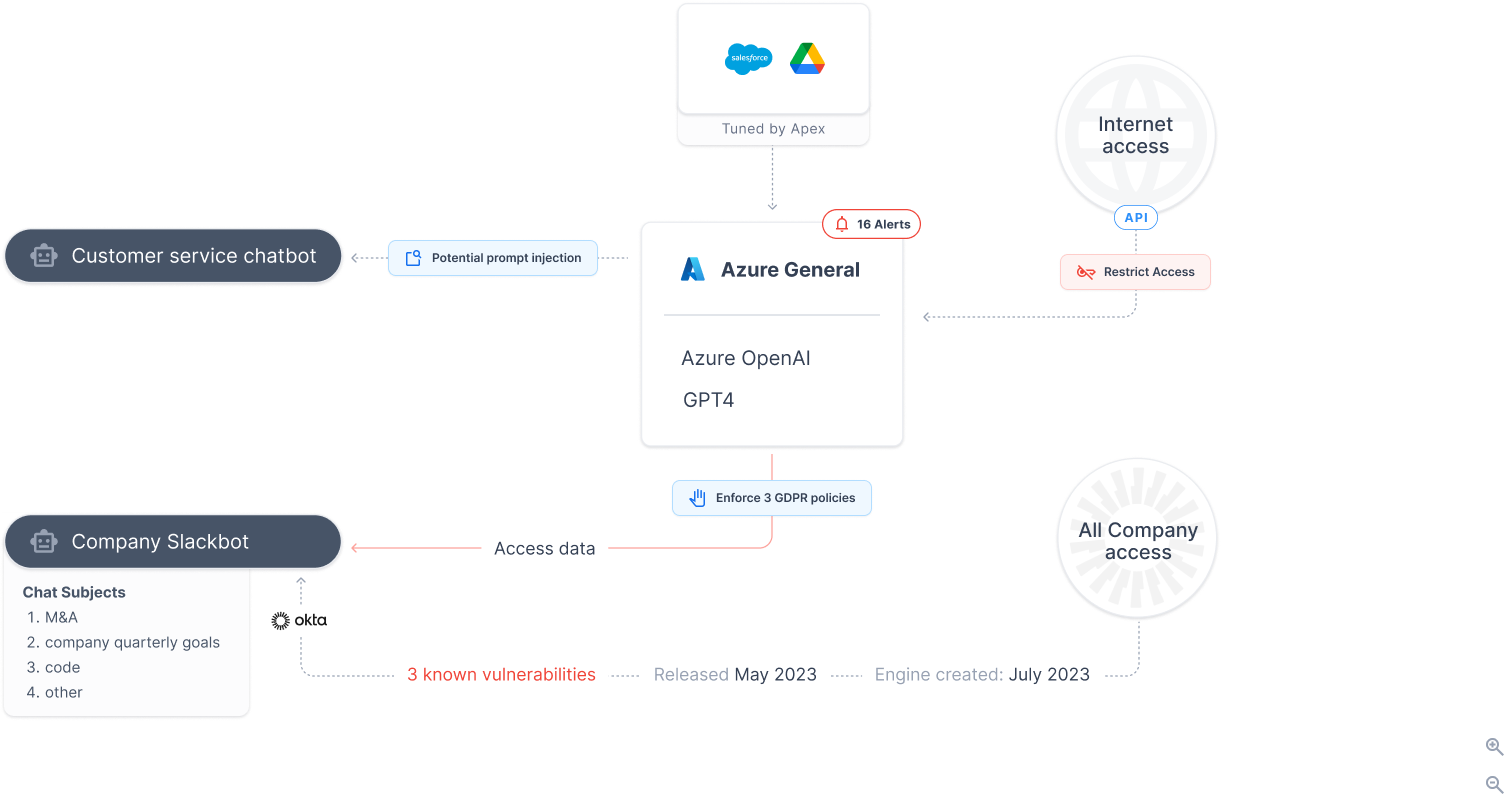 salesforce
Tuned by Apex
Internet
access
API
Restrict Access
16 Alerts
Azure General
Azure OpenAI
GPT4
Potential prompt injection
Customer service chatbot
Enforce 3 GDPR policies
Access data
Company Slackbot
Chat Subjects
1. M&A
2. company quarterly goals
3. code
4. other
okta
All Company
access
3 known vulnerabilities
Released May 2023
Engine created: July 2023